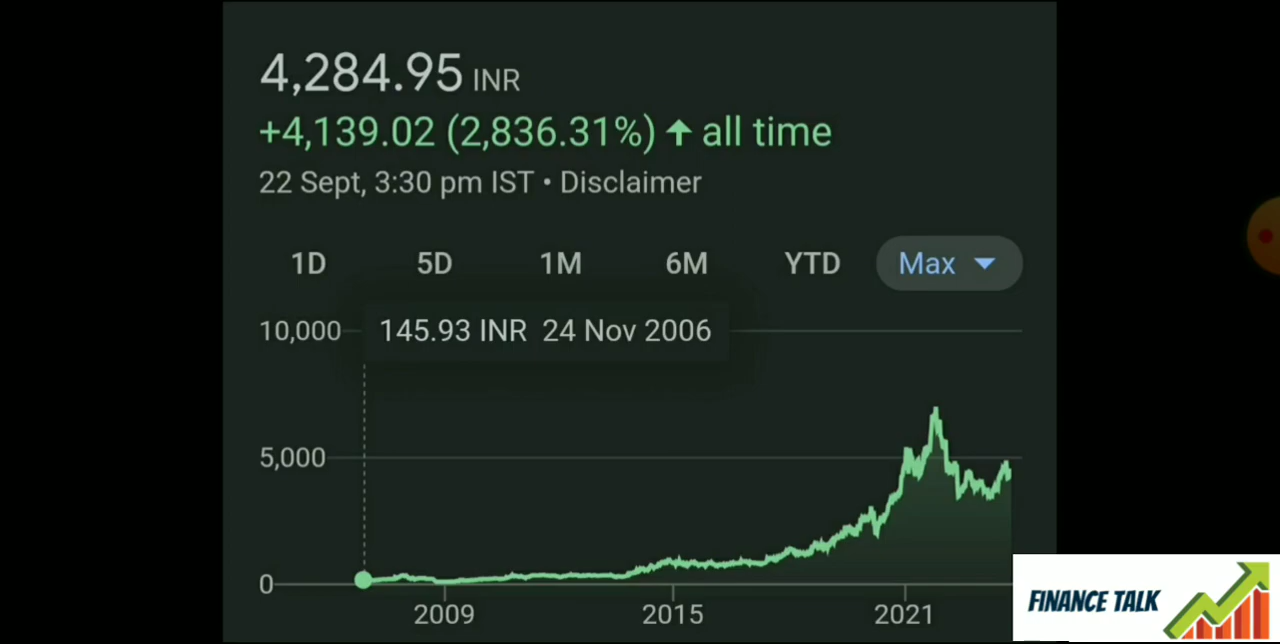 4,284.95 INR
+4,139.02 (2,836.31%) ↑ all time
22 Sept, 3:30 pm IST • Disclaimer
1D 5D 1M 6M YTD Max
10,000 145.93 INR 24 Nov 2006
5,000
0
2009 2015 2021
FINANCE TALK